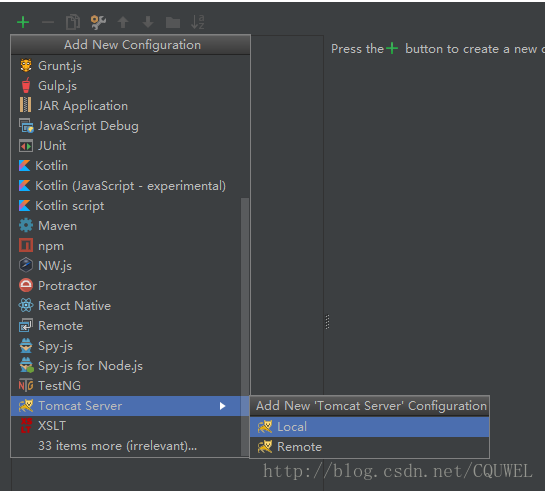 Add New Configuration
Press the + button to create a new c
Grunt.js
Gulp.js
JAR Application
JavaScript Debug
JUnit
Kotlin
Kotlin (JavaScript - experimental)
Kotlin script
Maven
npm
NW.js
Protractor
React Native
Remote
Spy-js
Spy-js for Node.js
TestNG
Tomcat Server
XSLT
33 items more (irrelevant)...
Add New 'Tomcat Server' Configuration
Local
Remote
http://blog.csdn.net/CQUWEL